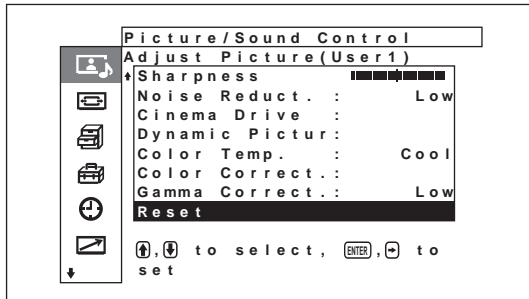 Picture/Sound Control
Adjust Picture(User1)
Sharpness
Noise Reduct. : Low
Cinema Drive :
Dynamic Pictur:
Color Temp. : Cool
Color Correct.:
Gamma Correct.: Low
Reset
↑,↓ to select, ENTER,→ to
set